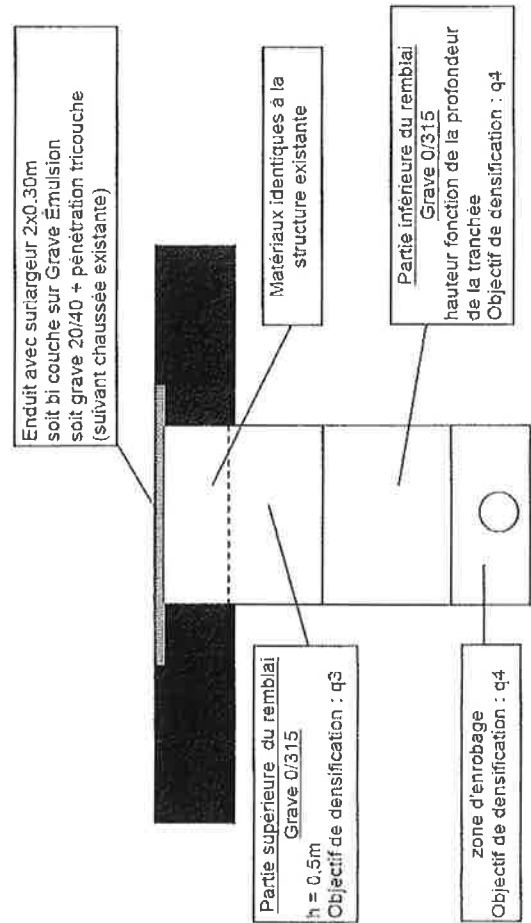 Enduit avec surlargeur 2x0.30m
soit bi couche sur Grave Émulsion
soit grave 20/40 + pénétration tricouche
(suivant chaussée existante)
Matériaux identiques à la
structure existante
Partie supérieure du remblai
Grave 0/315
h = 0,5m
Objectif de densification : q3
Partie inférieure du remblai
Grave 0/315
hauteur fonction de la profondeur
de la tranchée
Objectif de densification : q4
zone d'enrobage
Objectif de densification : q4